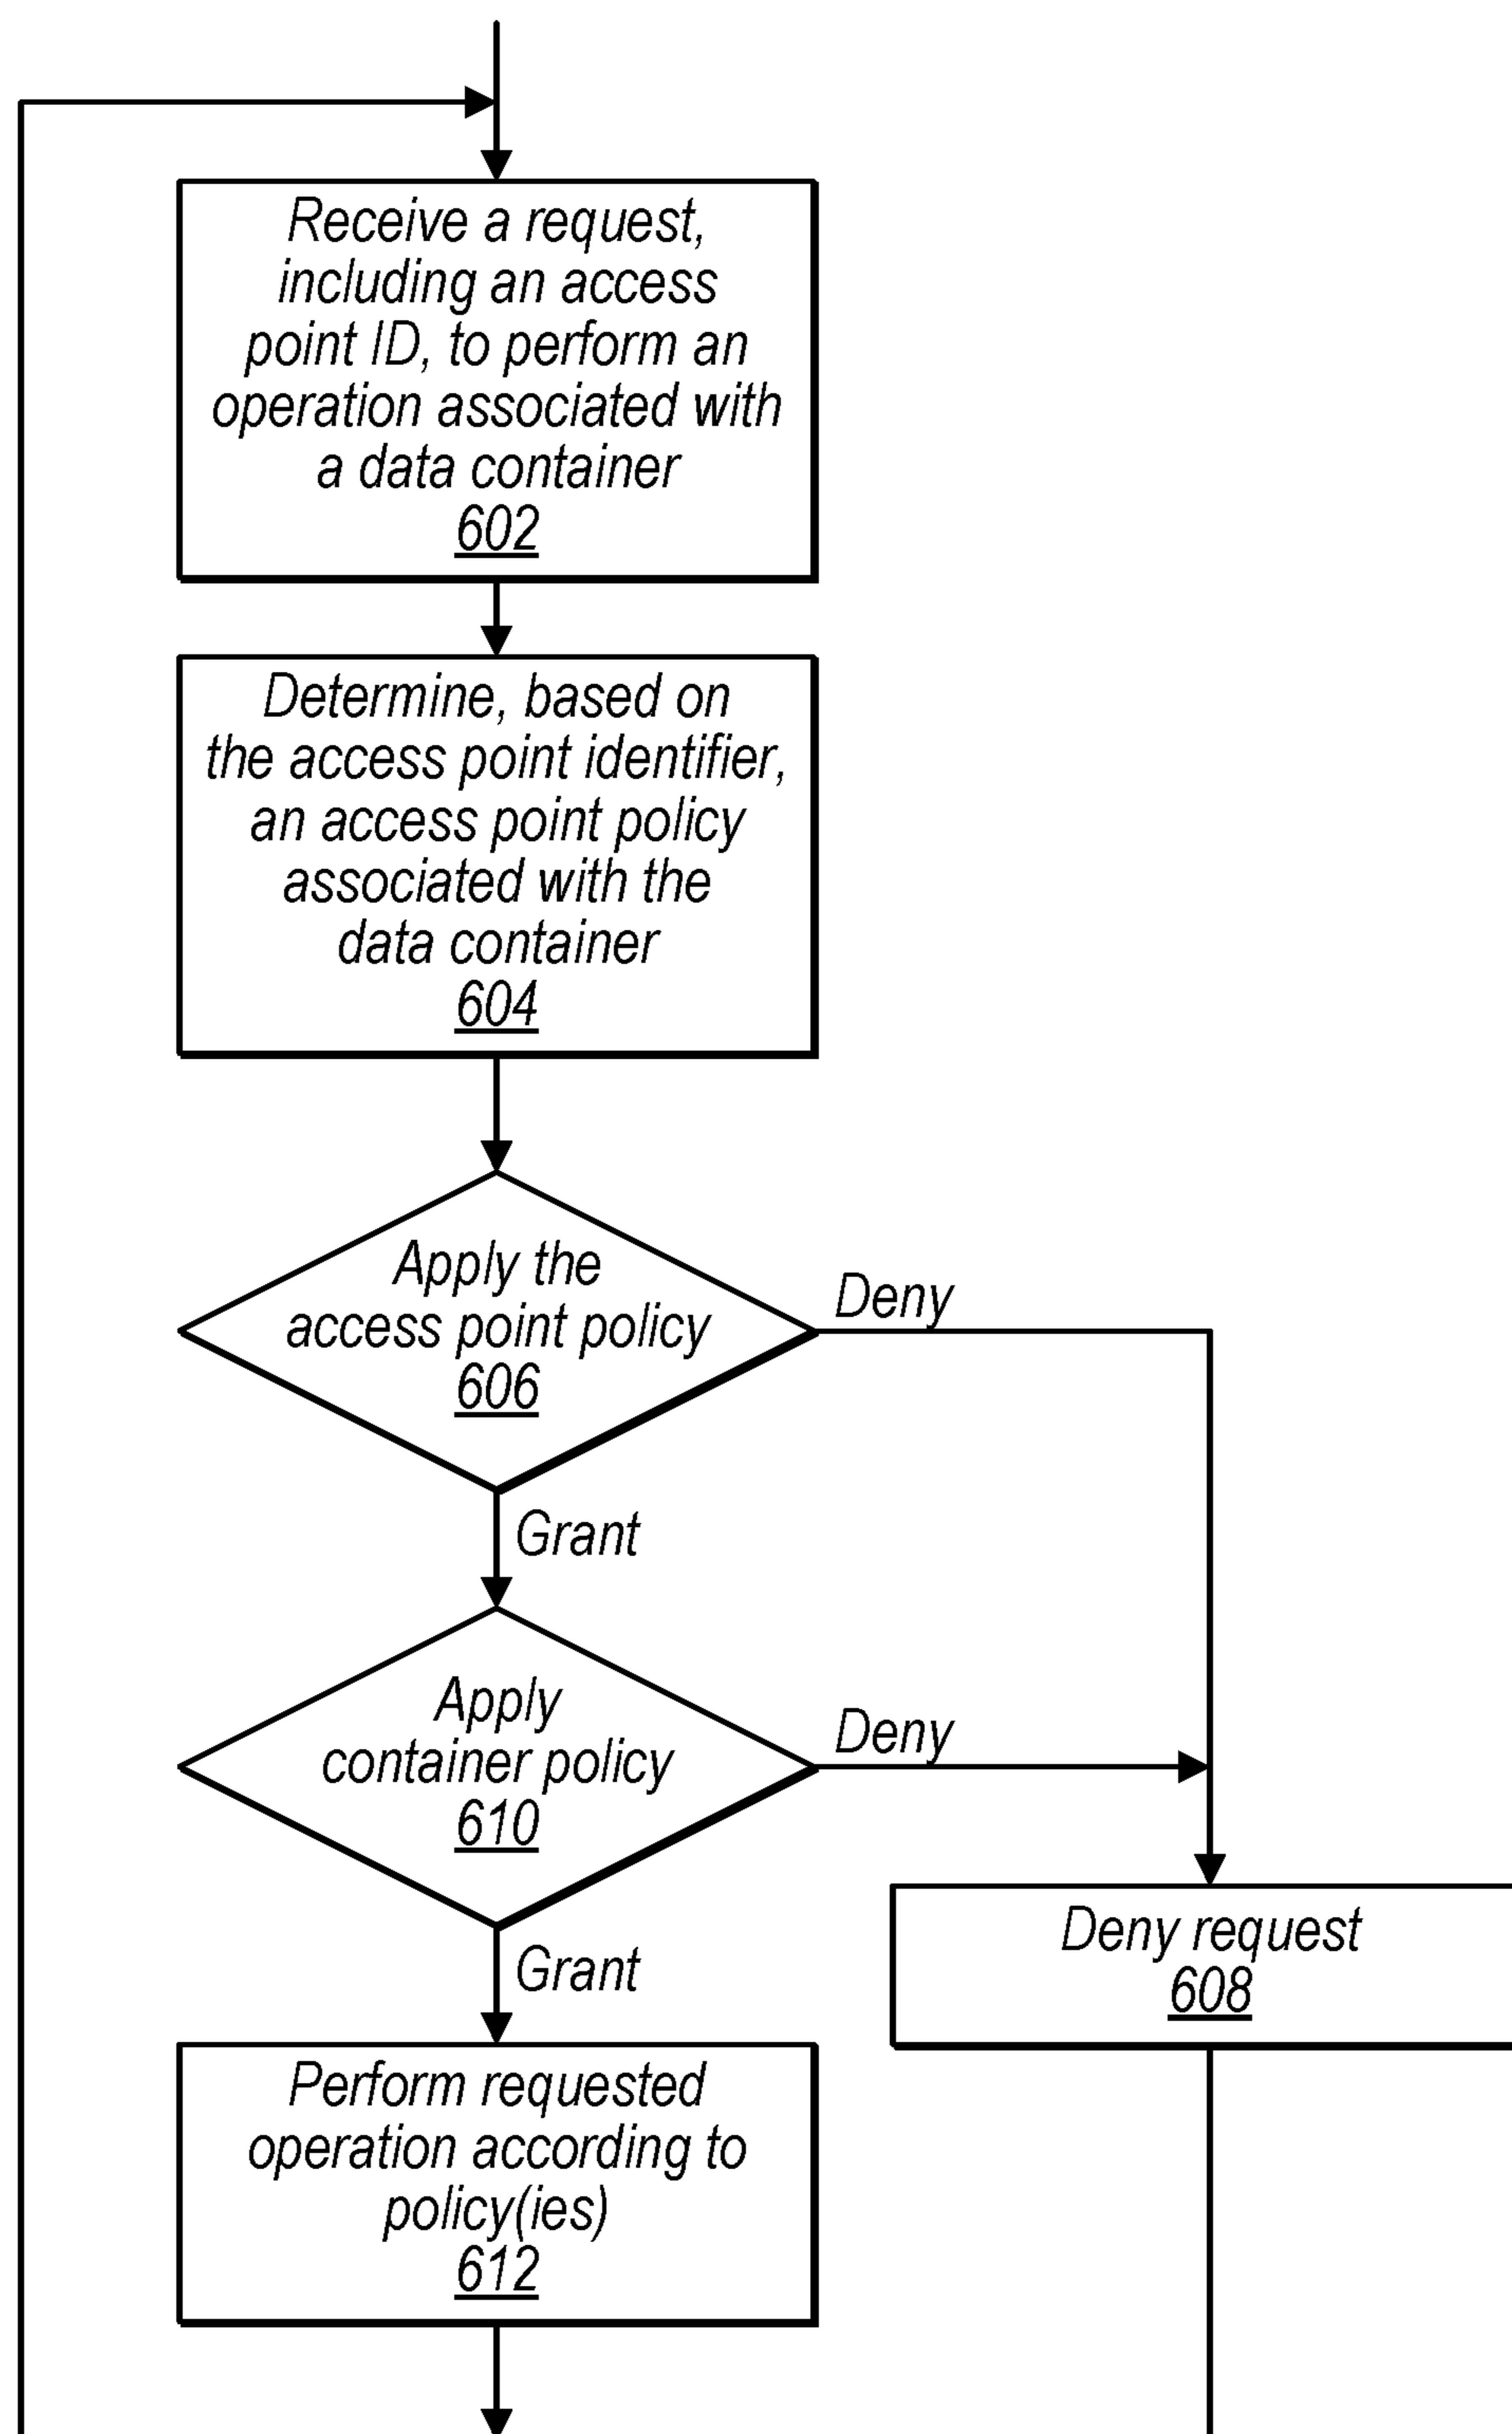 Receive a request,
including an access
point ID, to perform an
operation associated with
a data container
602
Determine, based on
the access point identifier,
an access point policy
associated with the
data container
604
Apply the
access point policy
606
Deny
Grant
Apply
container policy
610
Deny
Grant
Deny request
608
Perform requested
operation according to
policy(ies)
612